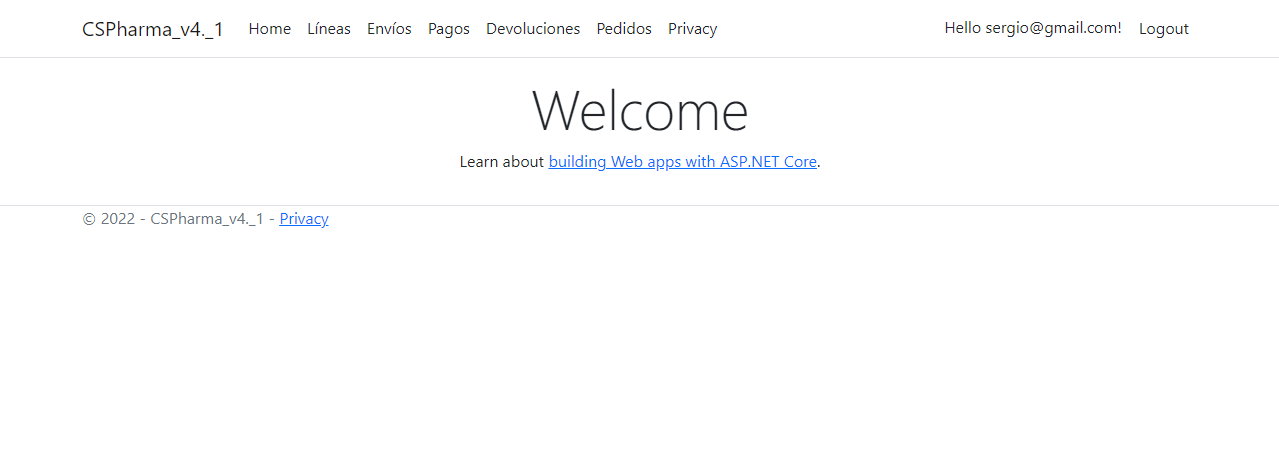 CSPharma_v4._1 Home Líneas Envíos Pagos Devoluciones Pedidos Privacy Hello sergio@gmail.com! Logout
Welcome
Learn about building Web apps with ASP.NET Core.
© 2022 - CSPharma_v4._1 - Privacy